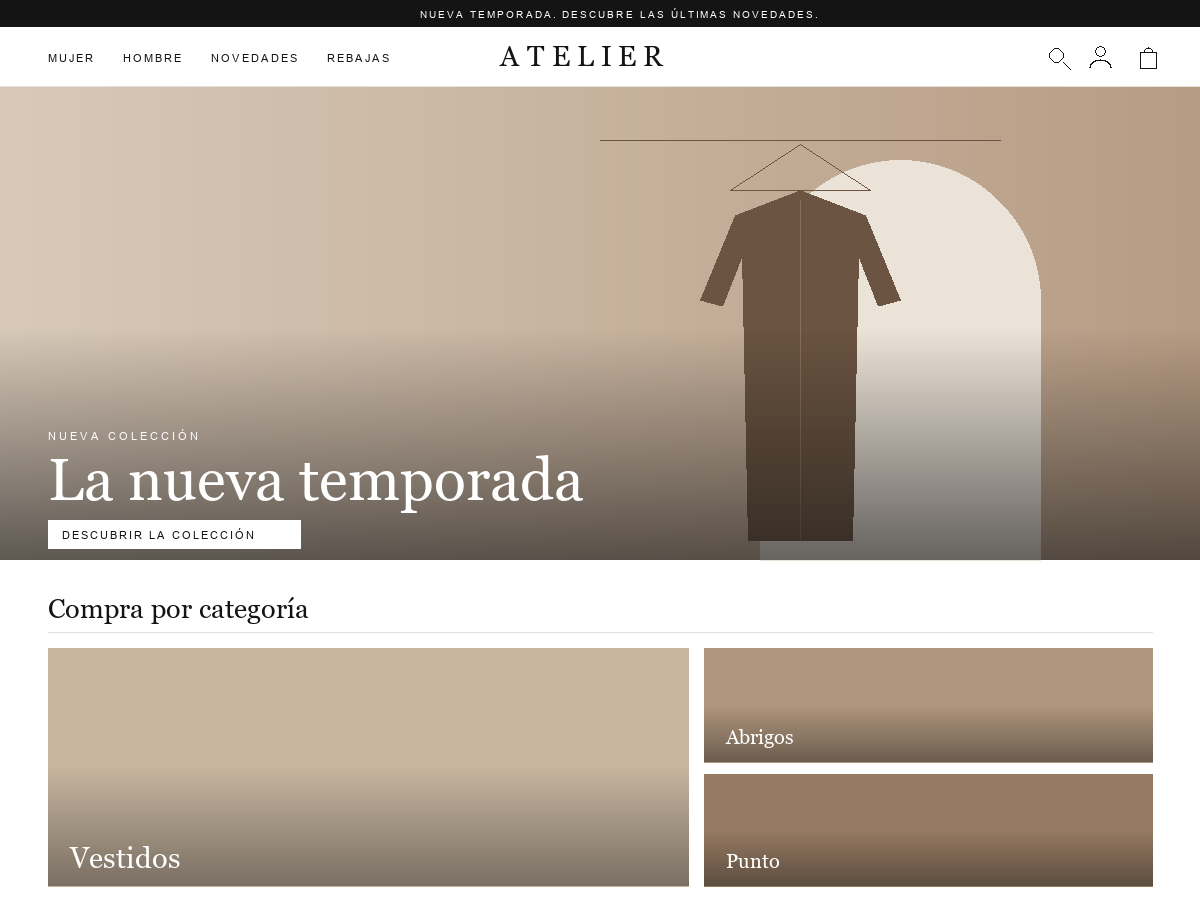 NUEVA TEMPORADA. DESCUBRE LAS ÚLTIMAS NOVEDADES.
MUJER HOMBRE NOVEDADES REBAJAS ATELIER
NUEVA COLECCIÓN
La nueva temporada
DESCUBRIR LA COLECCIÓN
Compra por categoría
Vestidos
Abrigos
Punto